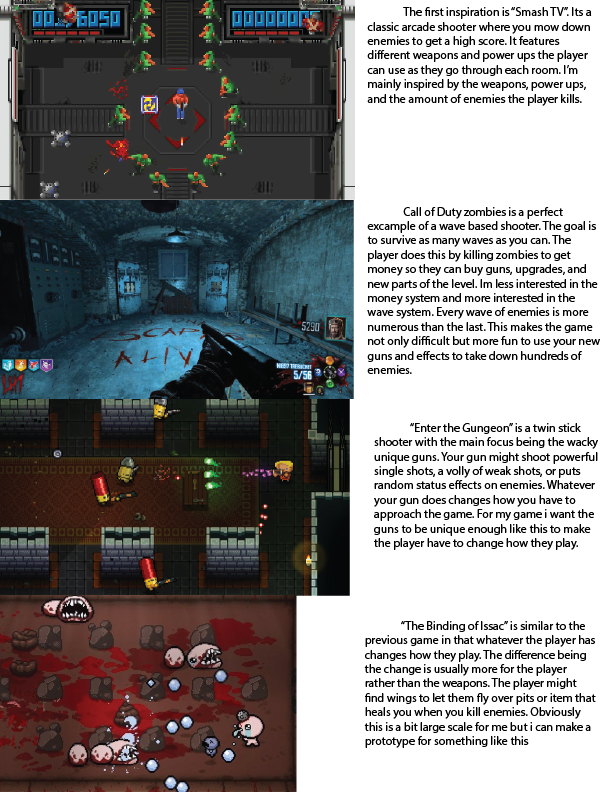 00... 6050
000000
The first inspiration is “Smash TV”. Its a
classic arcade shooter where you mow down
enemies to get a high score. It features
different weapons and power ups the player
can use as they go through each room. I’m
mainly inspired by the weapons, power ups,
and the amount of enemies the player kills.
Call of Duty zombies is a perfect
excample of a wave based shooter. The goal is
to survive as many waves as you can. The
player does this by killing zombies to get
money so they can buy guns, upgrades, and
new parts of the level. Im less interested in the
money system and more interested in the
wave system. Every wave of enemies is more
numerous than the last. This makes the game
not only difficult but more fun to use your new
guns and effects to take down hundreds of
enemies.
5290
5/56
“Enter the Gungeon” is a twin stick
shooter with the main focus being the wacky
unique guns. Your gun might shoot powerful
single shots, a volly of weak shots, or puts
random status effects on enemies. Whatever
your gun does changes how you have to
approach the game. For my game i want the
guns to be unique enough like this to make
the player have to change how they play.
“The Binding of Issac” is similar to the
previous game in that whatever the player has
changes how they play. The difference being
the change is usually more for the player
rather than the weapons. The player might
find wings to let them fly over pits or item that
heals you when you kill enemies. Obviously
this is a bit large scale for me but i can make a
prototype for something like this